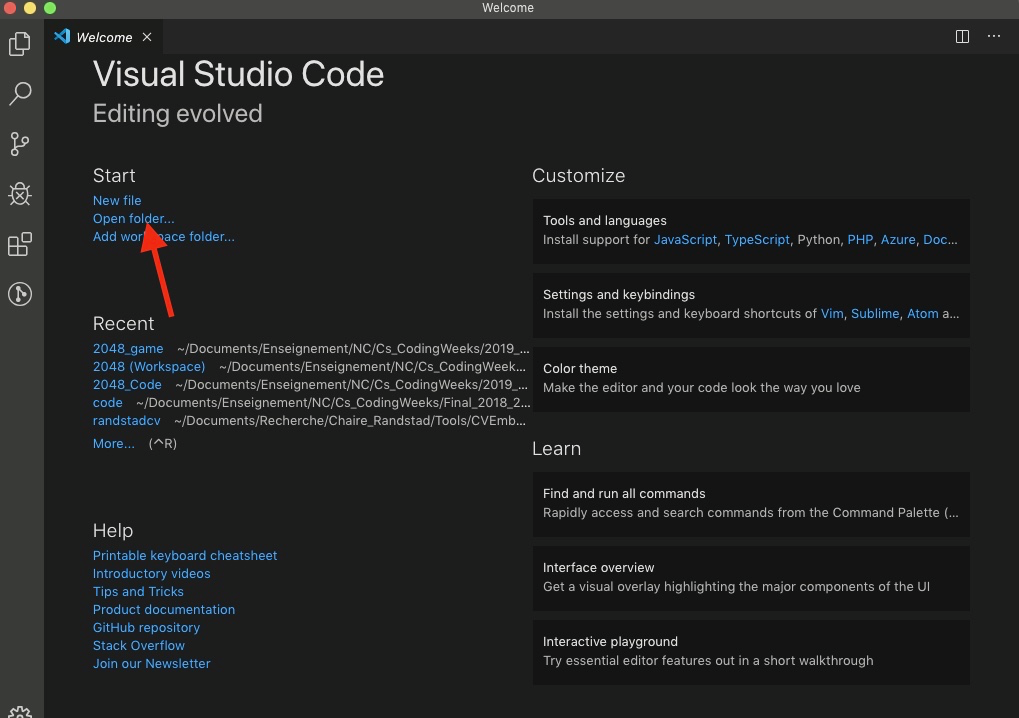 Welcome
Welcome
Visual Studio Code
Editing evolved
Start
New file
Open folder...
Add workspace folder...
Recent
2048_game ~/Documents/Enseignement/NC/Cs_CodingWeeks/2019_...
2048 (Workspace) ~/Documents/Enseignement/NC/Cs_CodingWeek...
2048_Code ~/Documents/Enseignement/NC/Cs_CodingWeeks/2019_...
code ~/Documents/Enseignement/NC/Cs_CodingWeeks/Final_2018_2...
randstadcv ~/Documents/Recherche/Chaire_Randstad/Tools/CVEmb...
More... (^R)
Help
Printable keyboard cheatsheet
Introductory videos
Tips and Tricks
Product documentation
GitHub repository
Stack Overflow
Join our Newsletter
Customize
Tools and languages
Install support for JavaScript, TypeScript, Python, PHP, Azure, Doc...
Settings and keybindings
Install the settings and keyboard shortcuts of Vim, Sublime, Atom a...
Color theme
Make the editor and your code look the way you love
Learn
Find and run all commands
Rapidly access and search commands from the Command Palette (...
Interface overview
Get a visual overlay highlighting the major components of the UI
Interactive playground
Try essential editor features out in a short walkthrough